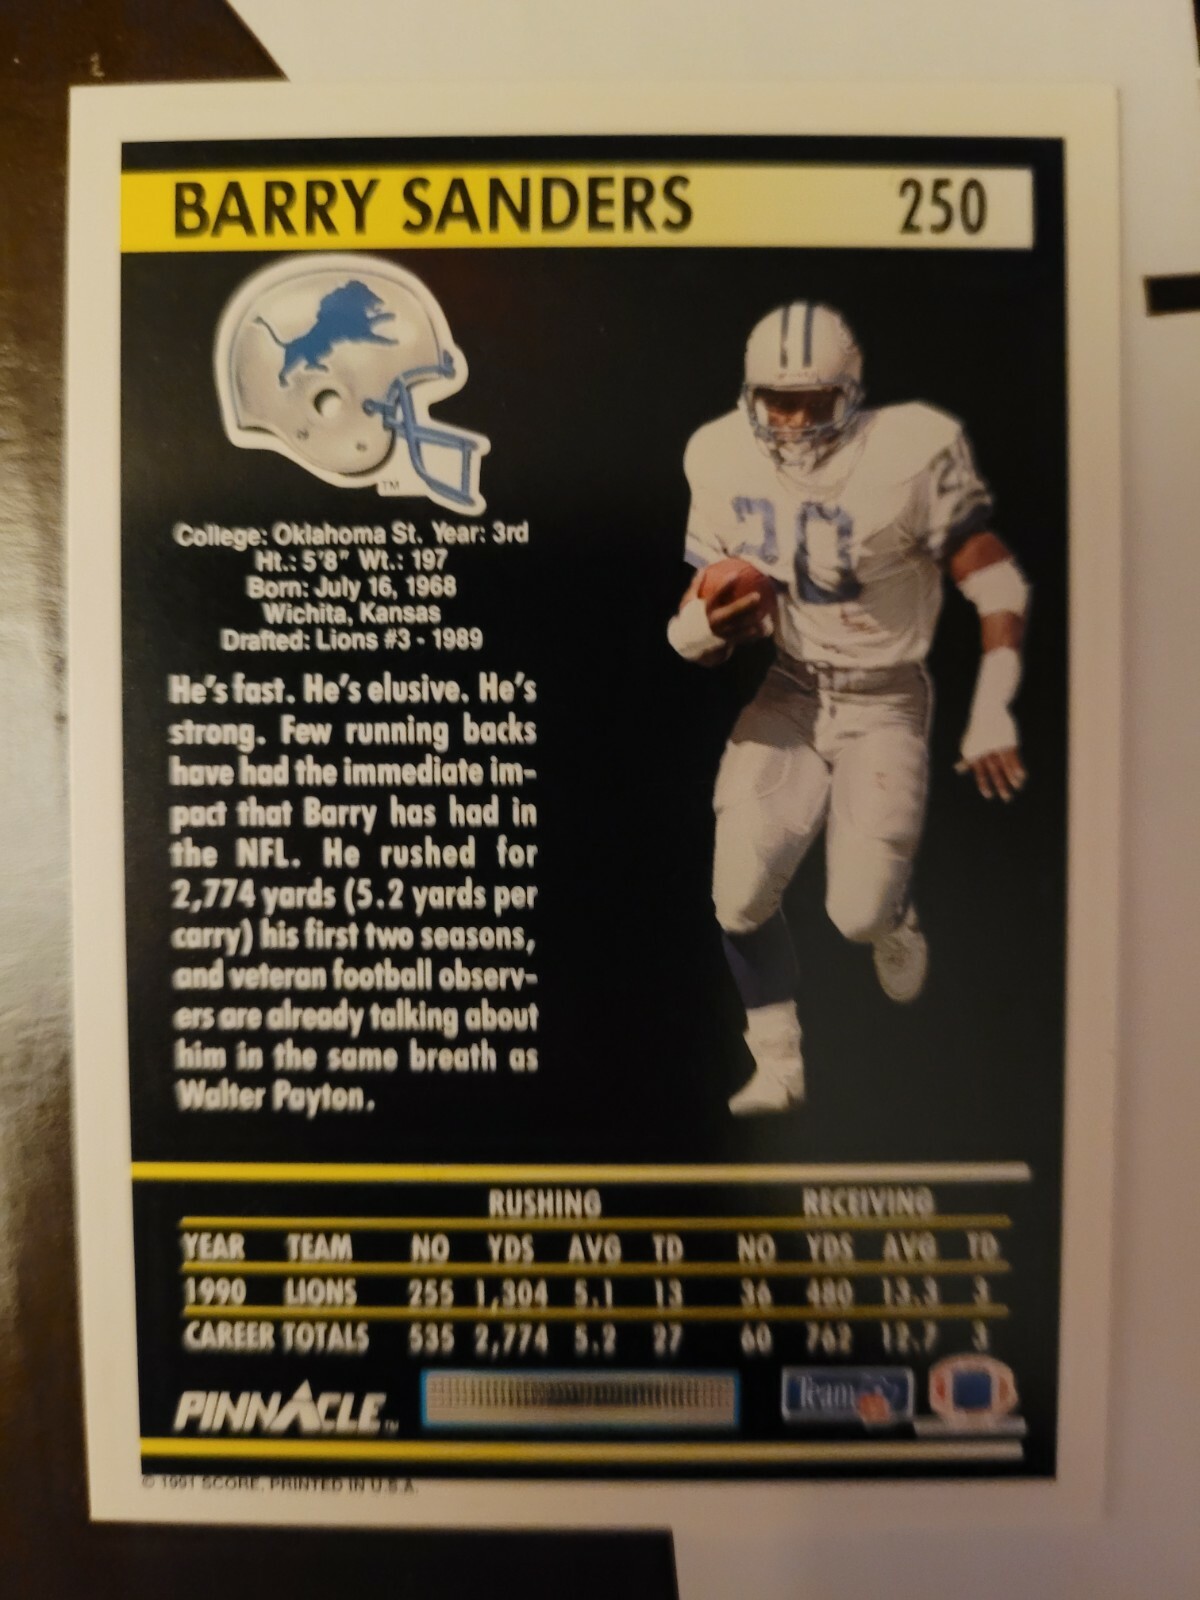 BARRY SANDERS 250
TM
College: Oklahoma St. Year: 3rd
Ht.: 5'8" Wt.: 197
Born: July 16, 1968
Wichita, Kansas
Drafted: Lions #3 - 1989
He's fast. He's elusive. He's
strong. Few running backs
have had the immediate im-
pact that Barry has had in
the NFL. He rushed for
2,774 yards (5.2 yards per
carry) his first two seasons,
and veteran football observ-
ers are already talking about
him in the same breath as
Walter Payton.
20
20
RUSHING RECEIVING
YEAR TEAM NO YDS AVG TD NO YDS AVG TD
1990 LIONS 255 1,304 5.1 13 36 480 13.3 3
CAREER TOTALS 535 2,774 5.2 27 60 762 12.7 3
PINNACLE TM
Team
© 1991 SCORE, PRINTED IN U.S.A.